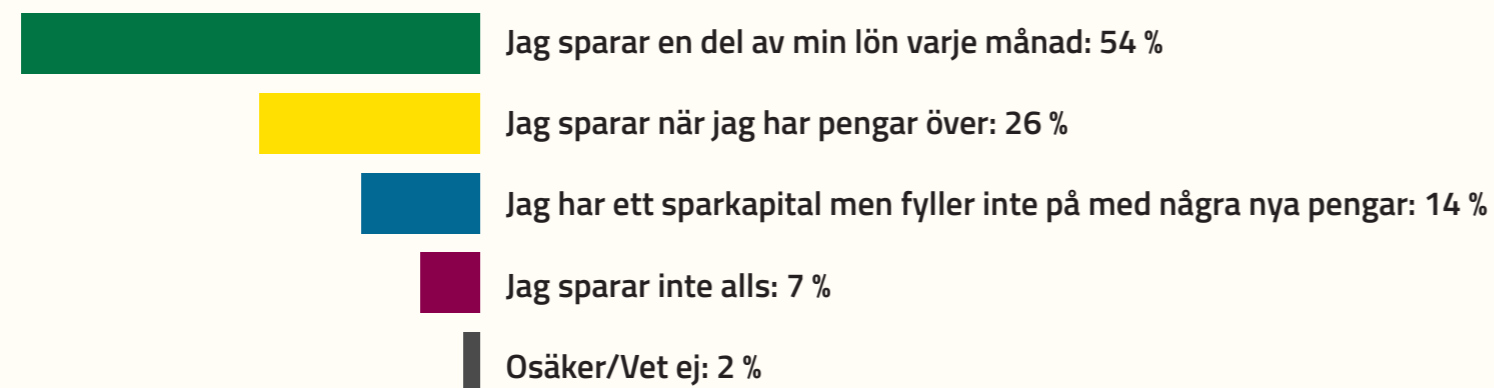 Jag sparar en del av min lön varje månad: 54 %
Jag sparar när jag har pengar över: 26 %
Jag har ett sparkapital men fyller inte på med några nya pengar: 14 %
Jag sparar inte alls: 7 %
Osäker/Vet ej: 2 %